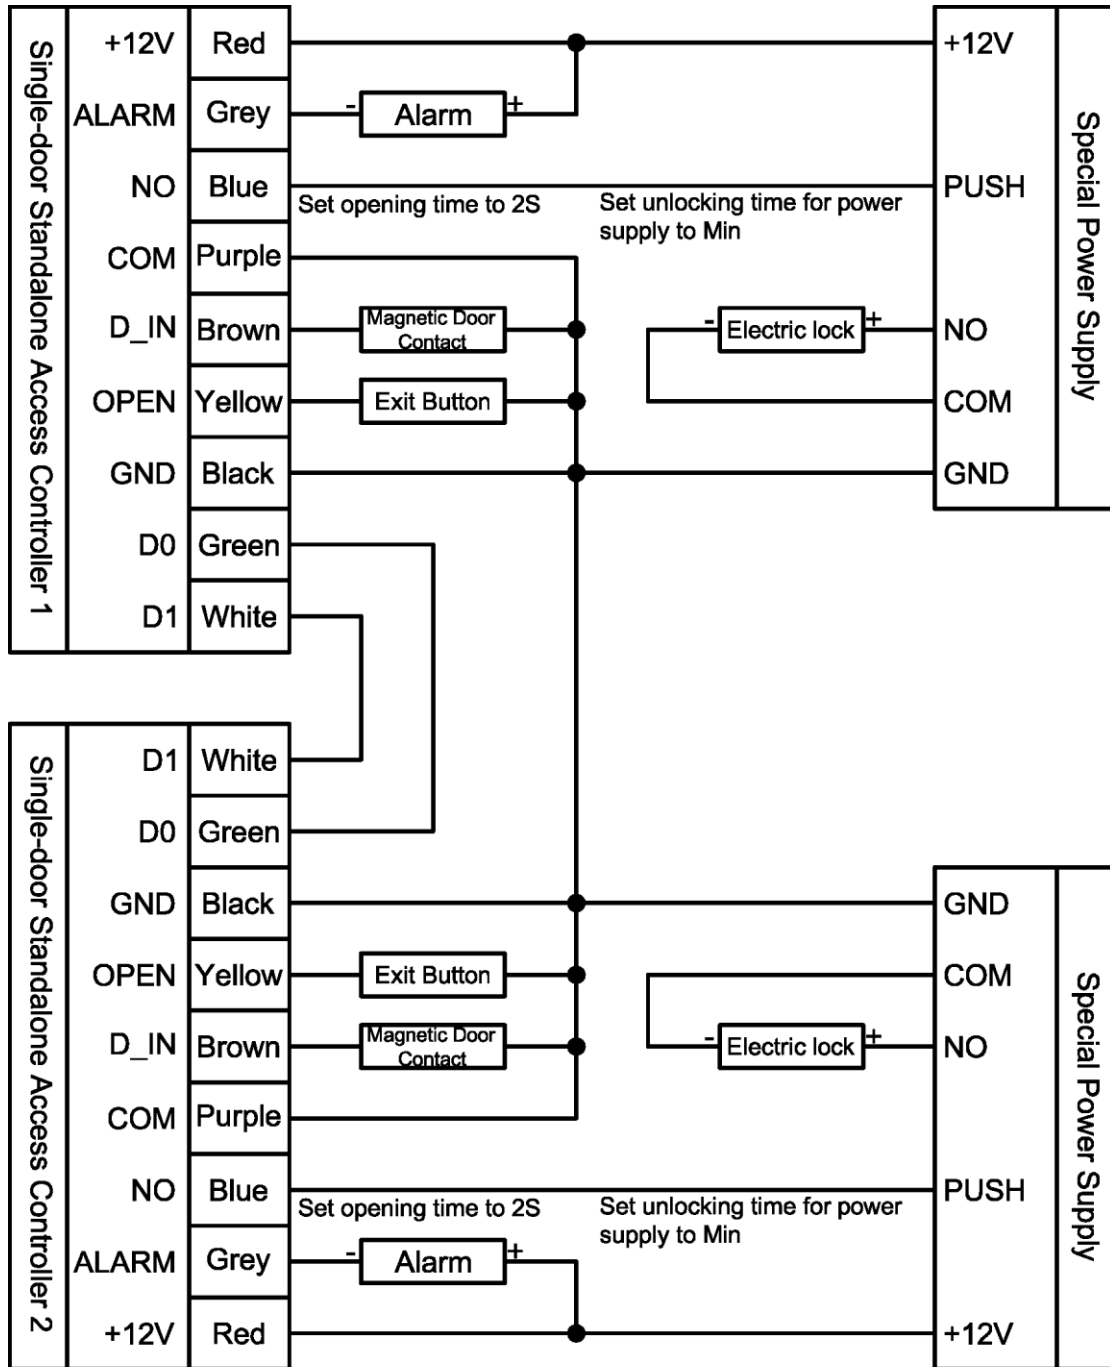 Single-door Standalone Access Controller 1
+12V Red
ALARM Grey
NO Blue
COM Purple
D_IN Brown
OPEN Yellow
GND Black
D0 Green
D1 White
- Alarm +
Set opening time to 2S
Set unlocking time for power
supply to Min
Magnetic Door
Contact
Exit Button
- Electric lock +
+12V
PUSH
NO
COM
GND
Special Power Supply
Single-door Standalone Access Controller 2
D1 White
D0 Green
GND Black
OPEN Yellow
D_IN Brown
COM Purple
NO Blue
ALARM Grey
+12V Red
Exit Button
Magnetic Door
Contact
- Electric lock +
Set opening time to 2S
Set unlocking time for power
supply to Min
- Alarm +
GND
COM
NO
PUSH
+12V
Special Power Supply